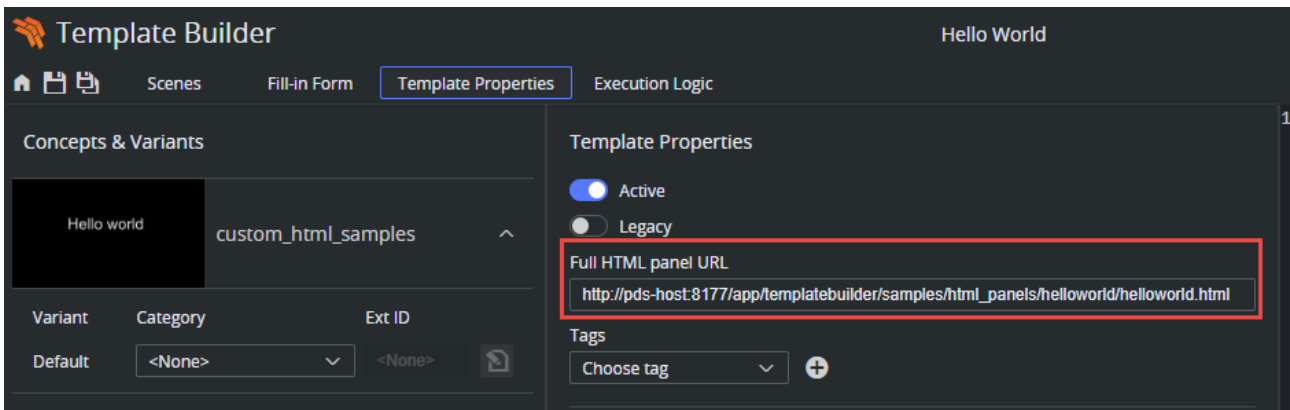 Template Builder
Hello World
Scenes
Fill-in Form
Template Properties
Execution Logic
1
Concepts & Variants
Hello world
custom_html_samples
Variant
Category
Ext ID
Default
<None>
<None>
Template Properties
Active
Legacy
Full HTML panel URL
http://pds-host:8177/app/templatebuilder/samples/html_panels/helloworld/helloworld.html
Tags
Choose tag